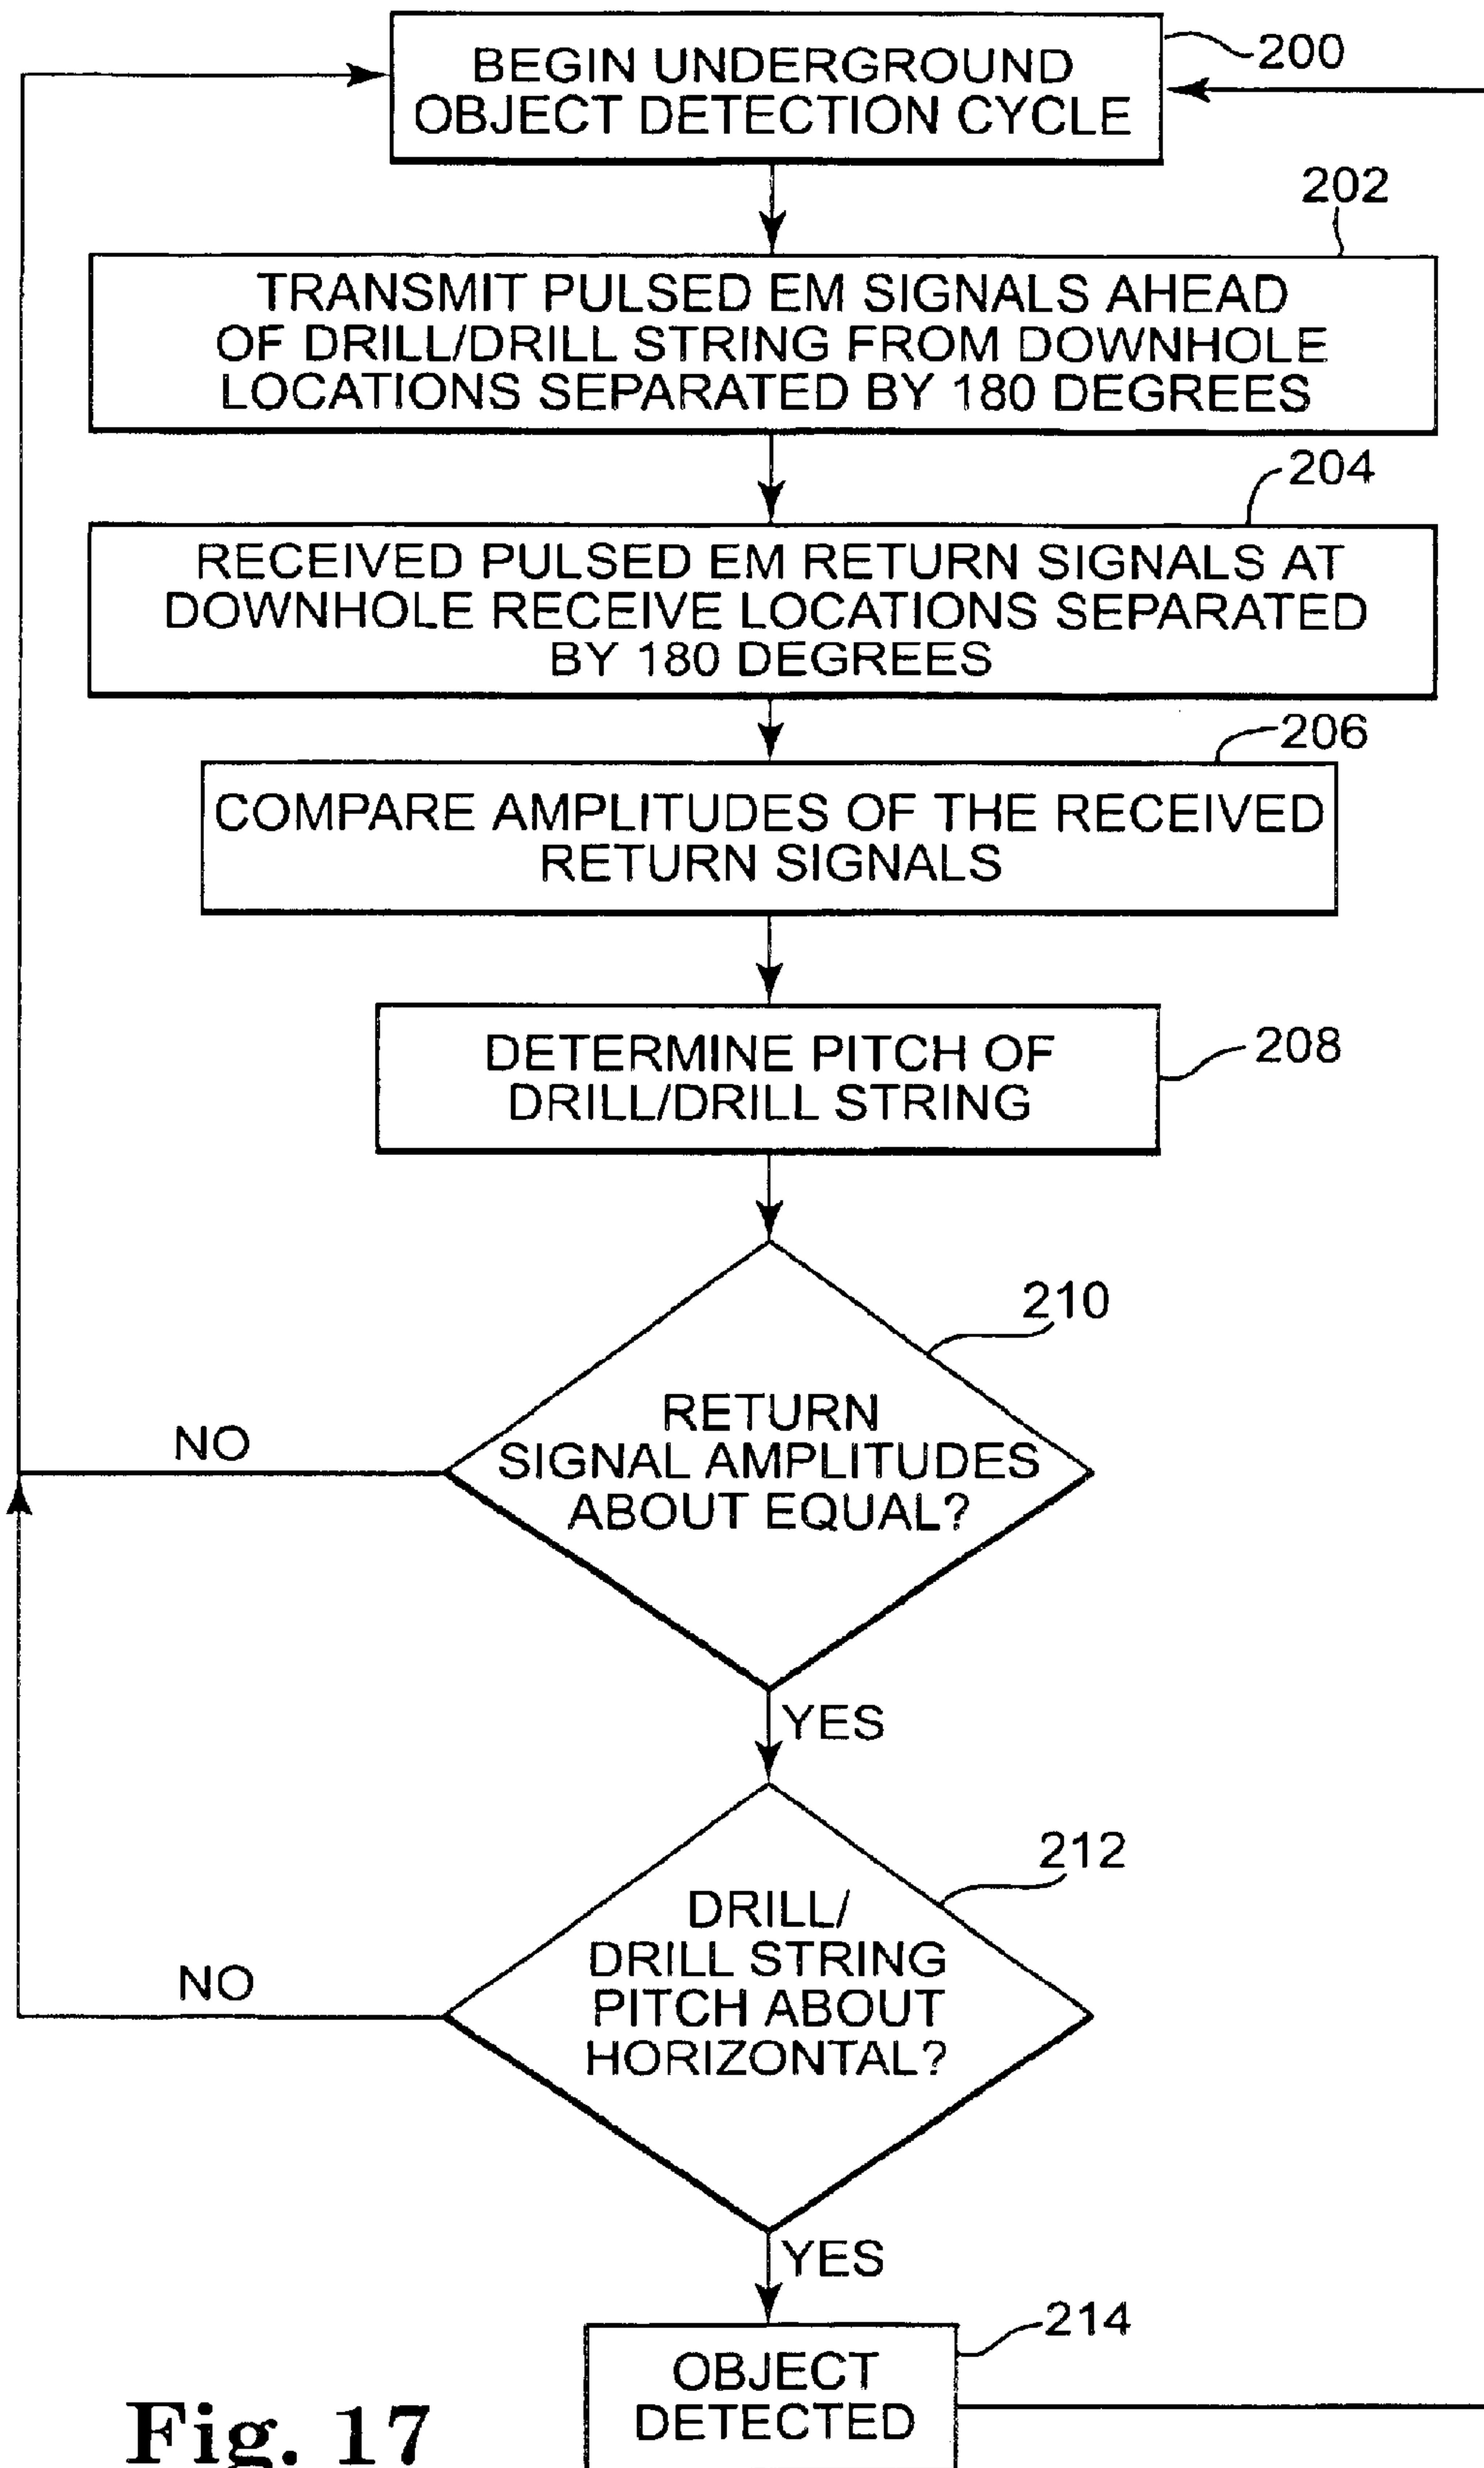 BEGIN UNDERGROUND
OBJECT DETECTION CYCLE
200
202
TRANSMIT PULSED EM SIGNALS AHEAD
OF DRILL/DRILL STRING FROM DOWNHOLE
LOCATIONS SEPARATED BY 180 DEGREES
204
RECEIVED PULSED EM RETURN SIGNALS AT
DOWNHOLE RECEIVE LOCATIONS SEPARATED
BY 180 DEGREES
206
COMPARE AMPLITUDES OF THE RECEIVED
RETURN SIGNALS
DETERMINE PITCH OF
DRILL/DRILL STRING
208
210
RETURN
SIGNAL AMPLITUDES
ABOUT EQUAL?
NO
YES
212
DRILL/
DRILL STRING
PITCH ABOUT
HORIZONTAL?
NO
YES
214
OBJECT
DETECTED
Fig. 17